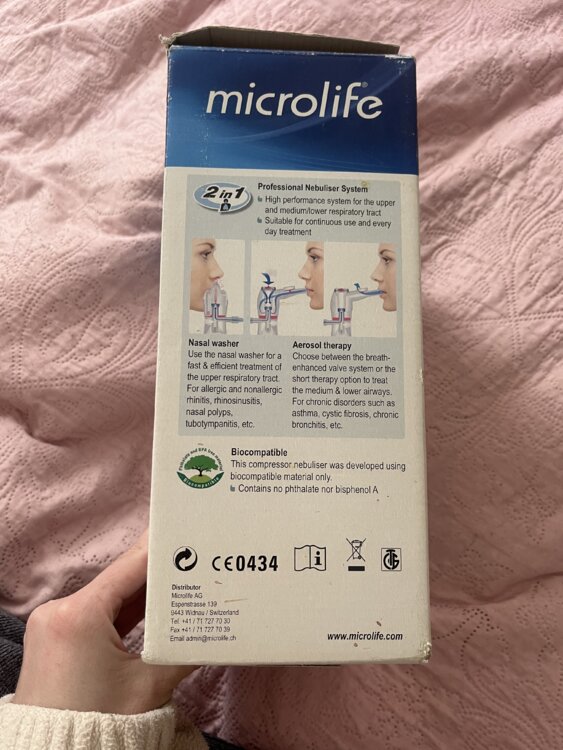 microlife®
2 in 1
Professional Nebuliser System
High performance system for the upper
and medium/lower respiratory tract
Suitable for continuous use and every
day treatment
Nasal washer
Use the nasal washer for a
fast & efficient treatment of
the upper respiratory tract.
For allergic and nonallergic
rhinitis, rhinosinusitis,
nasal polyps,
tubotympanitis, etc.
Aerosol therapy
Choose between the breath-
enhanced valve system or the
short therapy option to treat
the medium & lower airways.
For chronic disorders such as
asthma, cystic fibrosis, chronic
bronchitis, etc.
Phthalate and BPA free material
Biocompatible
Biocompatible
This compressor nebuliser was developed using
biocompatible material only.
Contains no phthalate nor bisphenol A
CE0434
i
Distributor
Microlife AG
Espenstrasse 139
9443 Widnau / Switzerland
Tel. +41 / 71 727 70 30
Fax +41 / 71 727 70 39
Email admin@microlife.ch
www.microlife.com